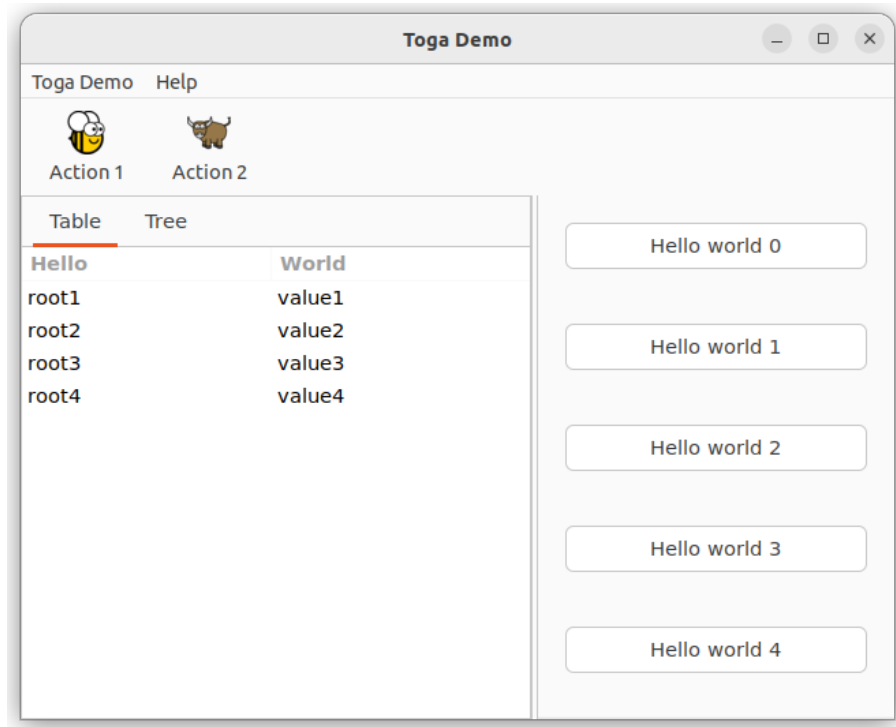 Toga Demo
Toga Demo Help
Action 1 Action 2
Table Tree
Hello World
root1 value1
root2 value2
root3 value3
root4 value4
Hello world 0
Hello world 1
Hello world 2
Hello world 3
Hello world 4